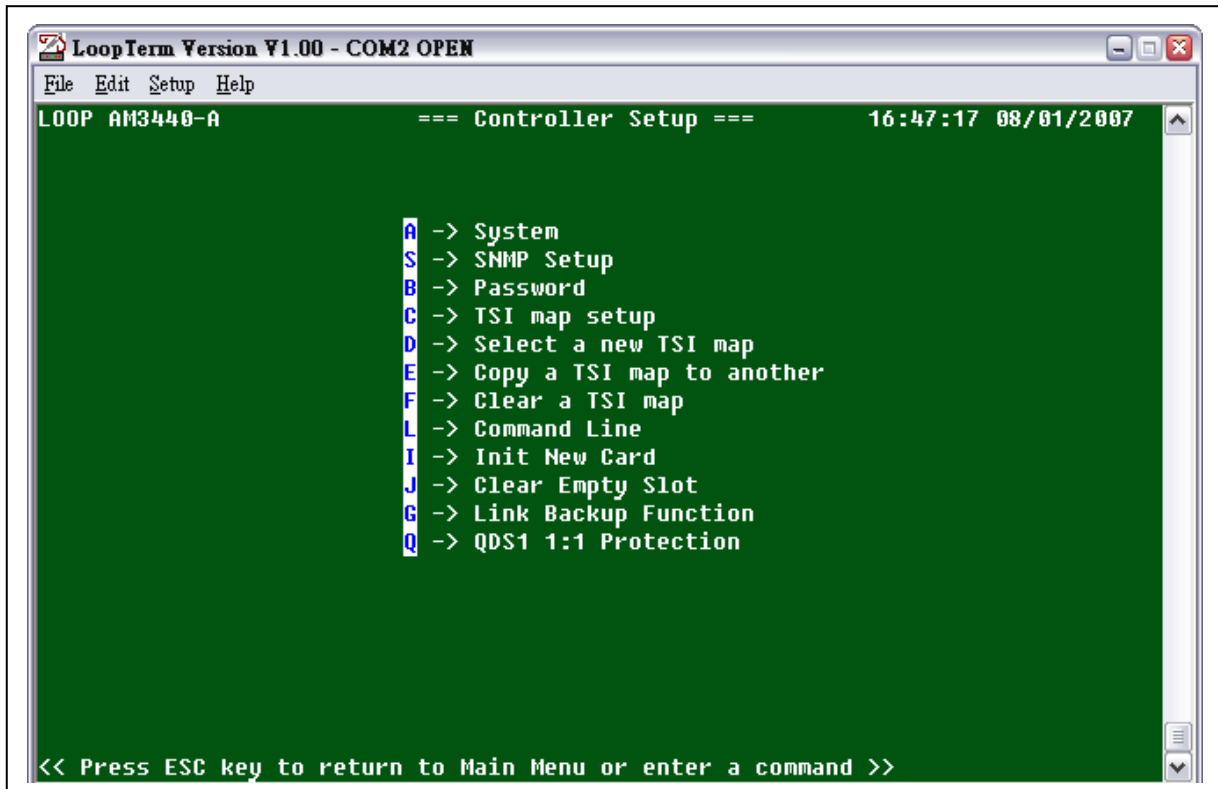 LoopTerm Version V1.00 - COM2 OPEN
File Edit Setup Help
LOOP AM3440-A === Controller Setup === 16:47:17 08/01/2007
A -> System
S -> SNMP Setup
B -> Password
C -> TSI map setup
D -> Select a new TSI map
E -> Copy a TSI map to another
F -> Clear a TSI map
L -> Command Line
I -> Init New Card
J -> Clear Empty Slot
G -> Link Backup Function
Q -> QDS1 1:1 Protection
<< Press ESC key to return to Main Menu or enter a command >>